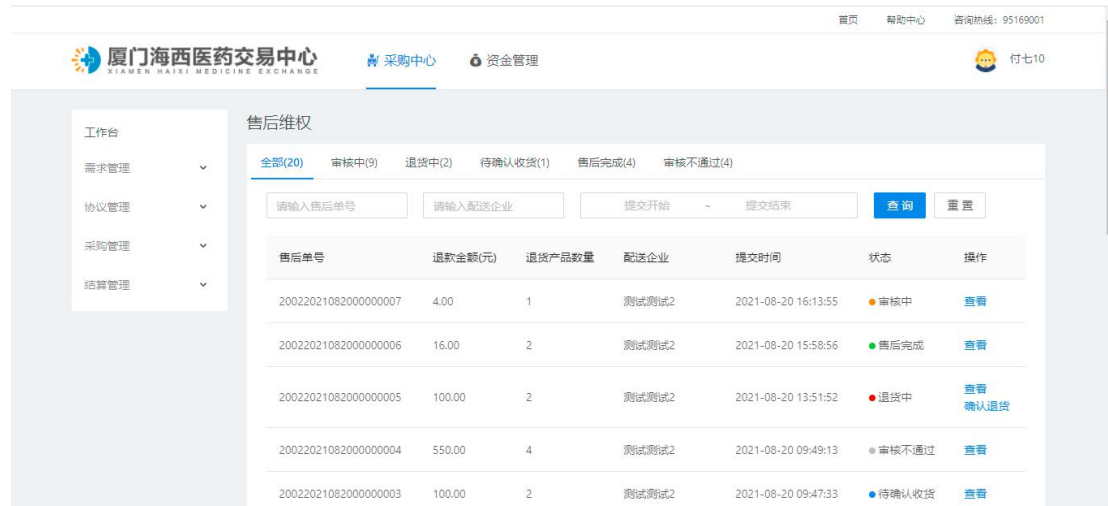 首页 帮助中心 咨询热线：95169001
厦门海西医药交易中心 采购中心 资金管理 付七10
XIAMEN HAIXI MEDICINE EXCHANGE
工作台
需求管理
协议管理
采购管理
结算管理
售后维权
全部(20) 审核中(9) 退货中(2) 待确认收货(1) 售后完成(4) 审核不通过(4)
请输入售后单号 请输入配送企业 提交开始 ~ 提交结束 查询 重置
售后单号 退款金额(元) 退货产品数量 配送企业 提交时间 状态 操作
20022021082000000007 4.00 1 测试测试2 2021-08-20 16:13:55 审核中 查看
20022021082000000006 16.00 2 测试测试2 2021-08-20 15:58:56 售后完成 查看
20022021082000000005 100.00 2 测试测试2 2021-08-20 13:51:52 退货中 查看
确认退货
20022021082000000004 550.00 4 测试测试2 2021-08-20 09:49:13 审核不通过 查看
20022021082000000003 100.00 2 测试测试2 2021-08-20 09:47:33 待确认收货 查看